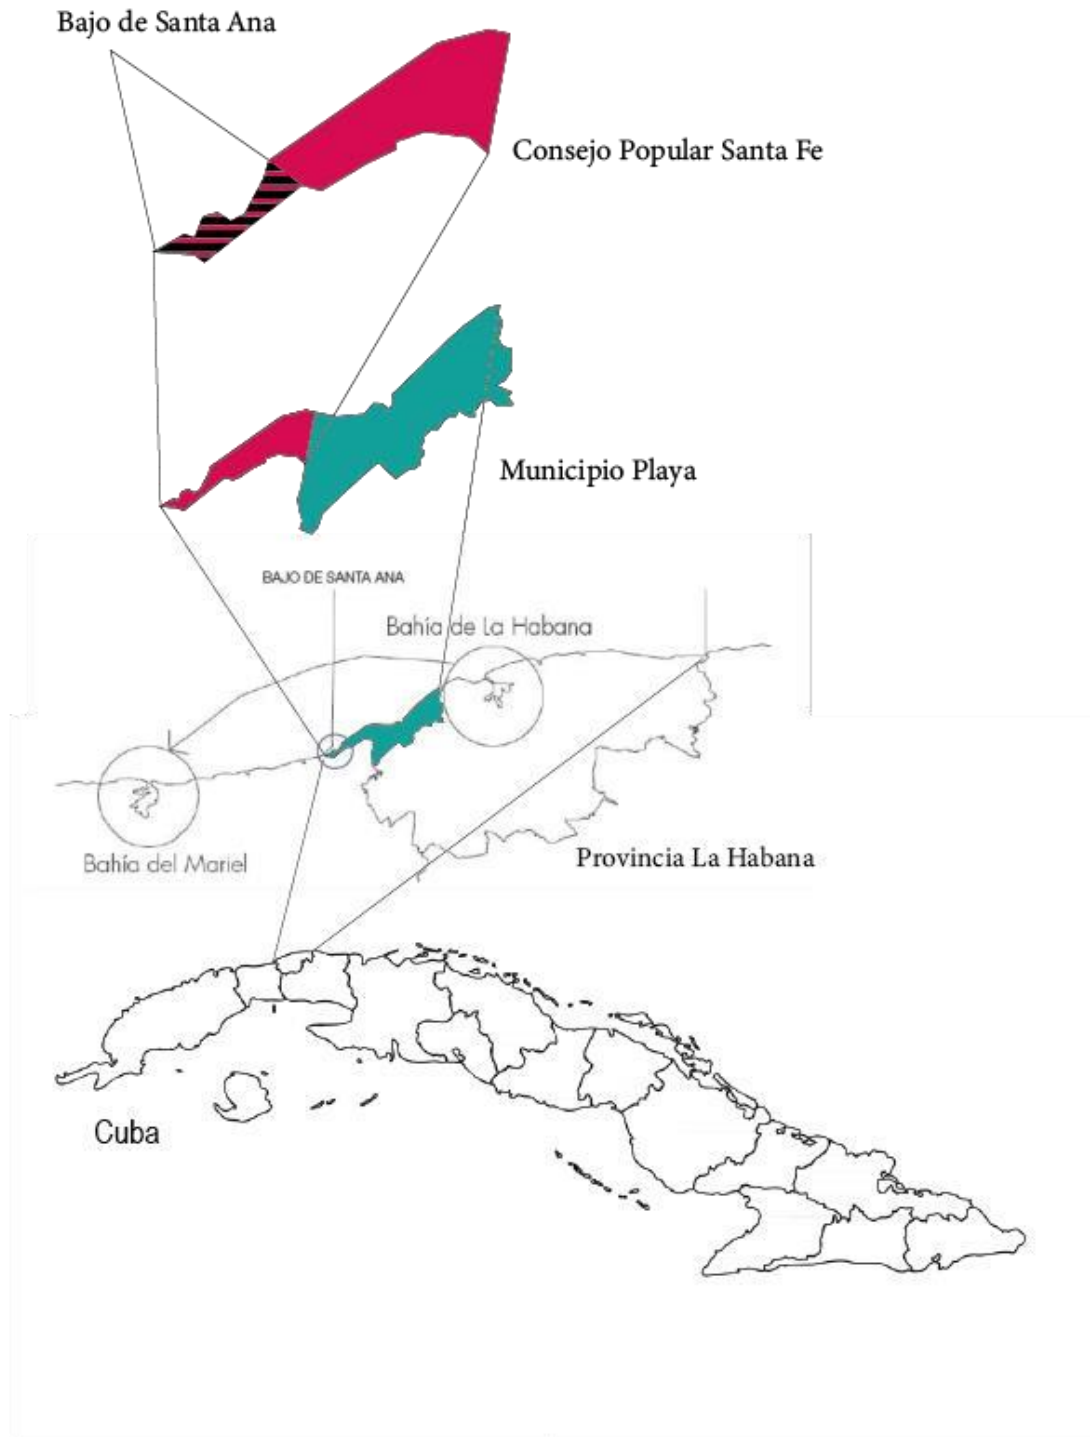 Bajo de Santa Ana
Consejo Popular Santa Fe
Municipio Playa
BAJO DE SANTA ANA
Bahía de La Habana
Bahía del Mariel
Provincia La Habana
Cuba